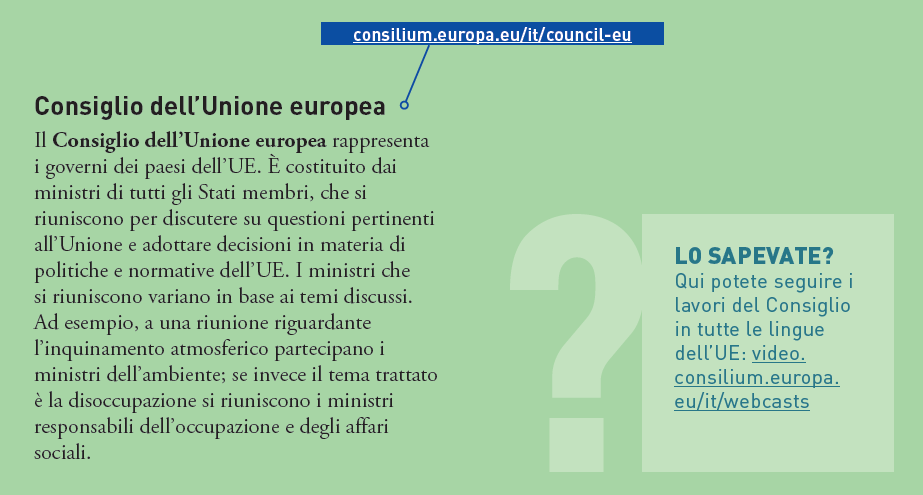 consilium.europa.eu/it/council-eu
Consiglio dell'Unione europea
Il Consiglio dell'Unione europea rappresenta
i governi dei paesi dell'UE. È costituito dai
ministri di tutti gli Stati membri, che si
riuniscono per discutere su questioni pertinenti
all'Unione e adottare decisioni in materia di
politiche e normative dell'UE. I ministri che
si riuniscono variano in base ai temi discussi.
Ad esempio, a una riunione riguardante
l'inquinamento atmosferico partecipano i
ministri dell'ambiente; se invece il tema trattato
è la disoccupazione si riuniscono i ministri
responsabili dell'occupazione e degli affari
sociali.
?
LO SAPEVATE?
Qui potete seguire i
lavori del Consiglio
in tutte le lingue
dell'UE: video.
consilium.europa.
eu/it/webcasts